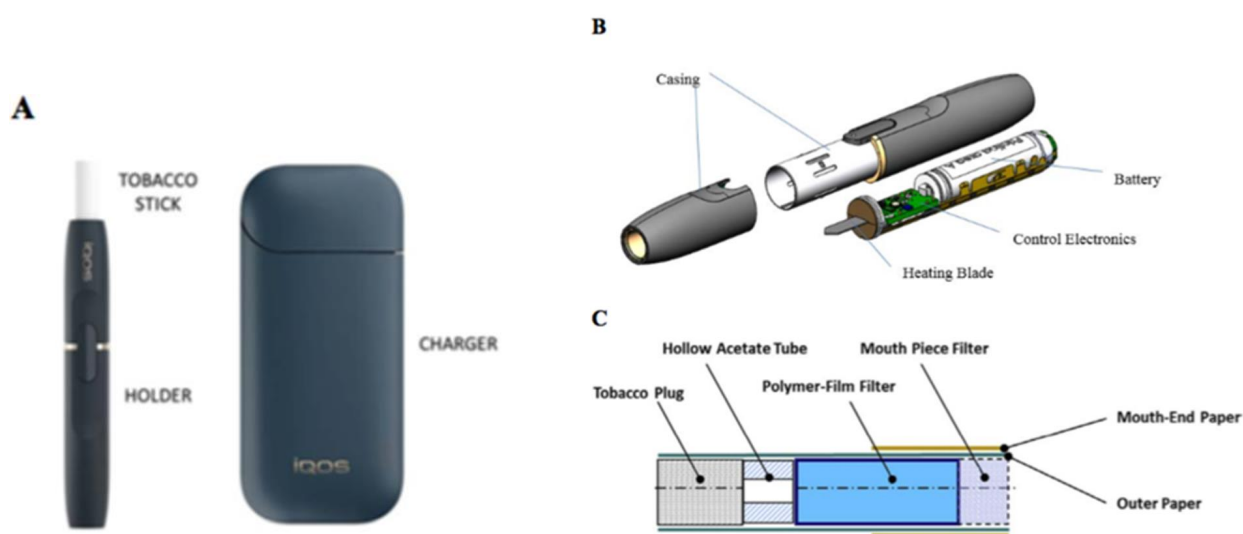 A
TOBACCO
STICK
IQOS
HOLDER
CHARGER
IQOS
B
Casing
Battery
Control Electronics
Heating Blade
C
Hollow Acetate Tube
Mouth Piece Filter
Tobacco Plug
Polymer-Film Filter
Mouth-End Paper
Outer Paper